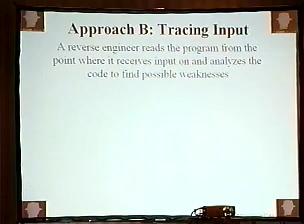 Approach B: Tracing Input
A reverse engineer reads the program from the
point where it receives input on and analyzes the
code to find possible weaknesses